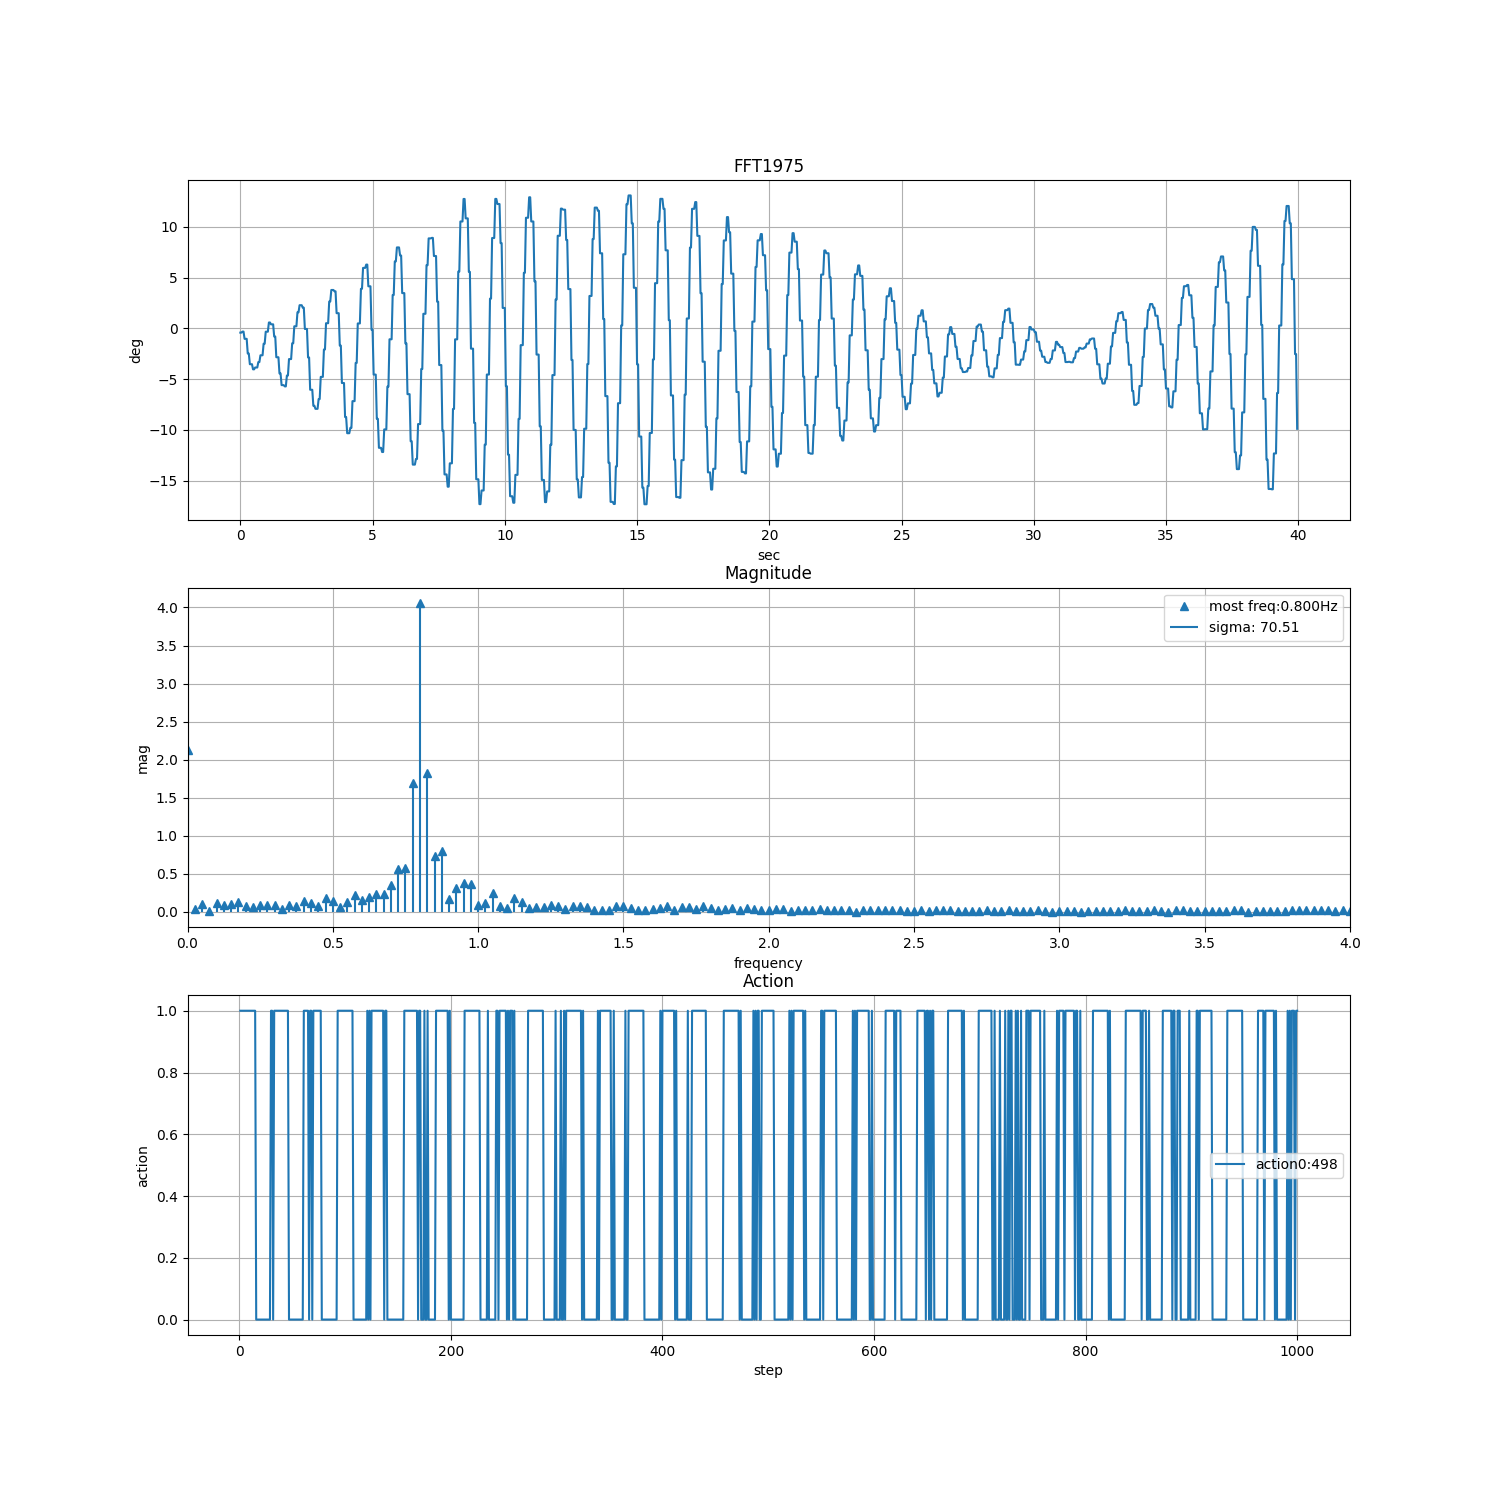 FFT1975
10
5
0
−5
−10
−15
deg
0 5 10 15 20 25 30 35 40
sec
Magnitude
4.0
3.5
3.0
2.5
2.0
1.5
1.0
0.5
0.0
mag
most freq:0.800Hz
sigma: 70.51
0.0 0.5 1.0 1.5 2.0 2.5 3.0 3.5 4.0
frequency
Action
1.0
0.8
0.6
0.4
0.2
0.0
action
action0:498
0 200 400 600 800 1000
step